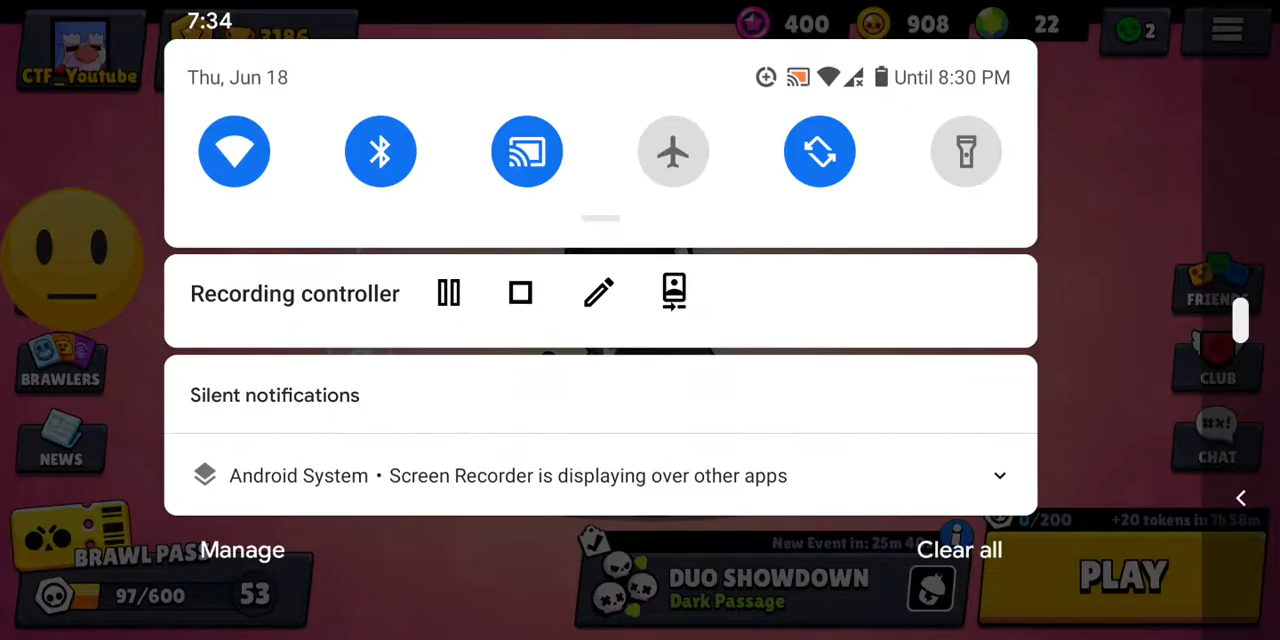 7:34
3186
400
908
22
2
CTF_Youtube
Thu, Jun 18
Until 8:30 PM
Recording controller
FRIENDS
BRAWLERS
CLUB
Silent notifications
#x!
NEWS
CHAT
Android System • Screen Recorder is displaying over other apps
BRAWL PASS
Manage
Clear all
97/600
53
New Event in: 25m
DUO SHOWDOWN
Dark Passage
0/200
+20 tokens in 1h 58m
PLAY